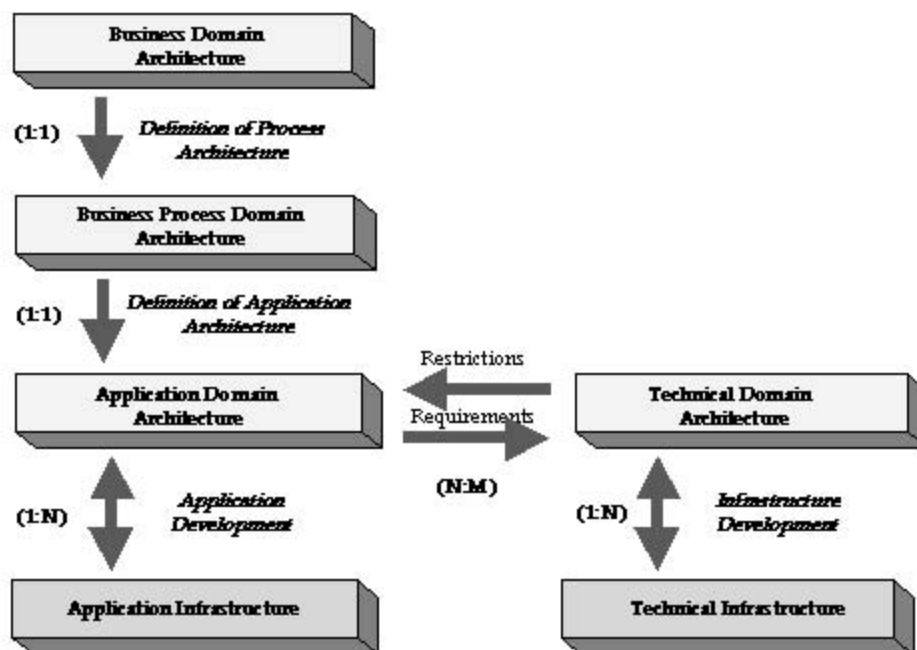 Business Domain
Architecture
(1:1)
Definition of Process
Architecture
Business Process Domain
Architecture
(1:1)
Definition of Application
Architecture
Restrictions
Application Domain
Architecture
Requirements
Technical Domain
Architecture
(N:M)
(1:N)
Application
Development
(1:N)
Infrastructure
Development
Application Infrastructure
Technical Infrastructure